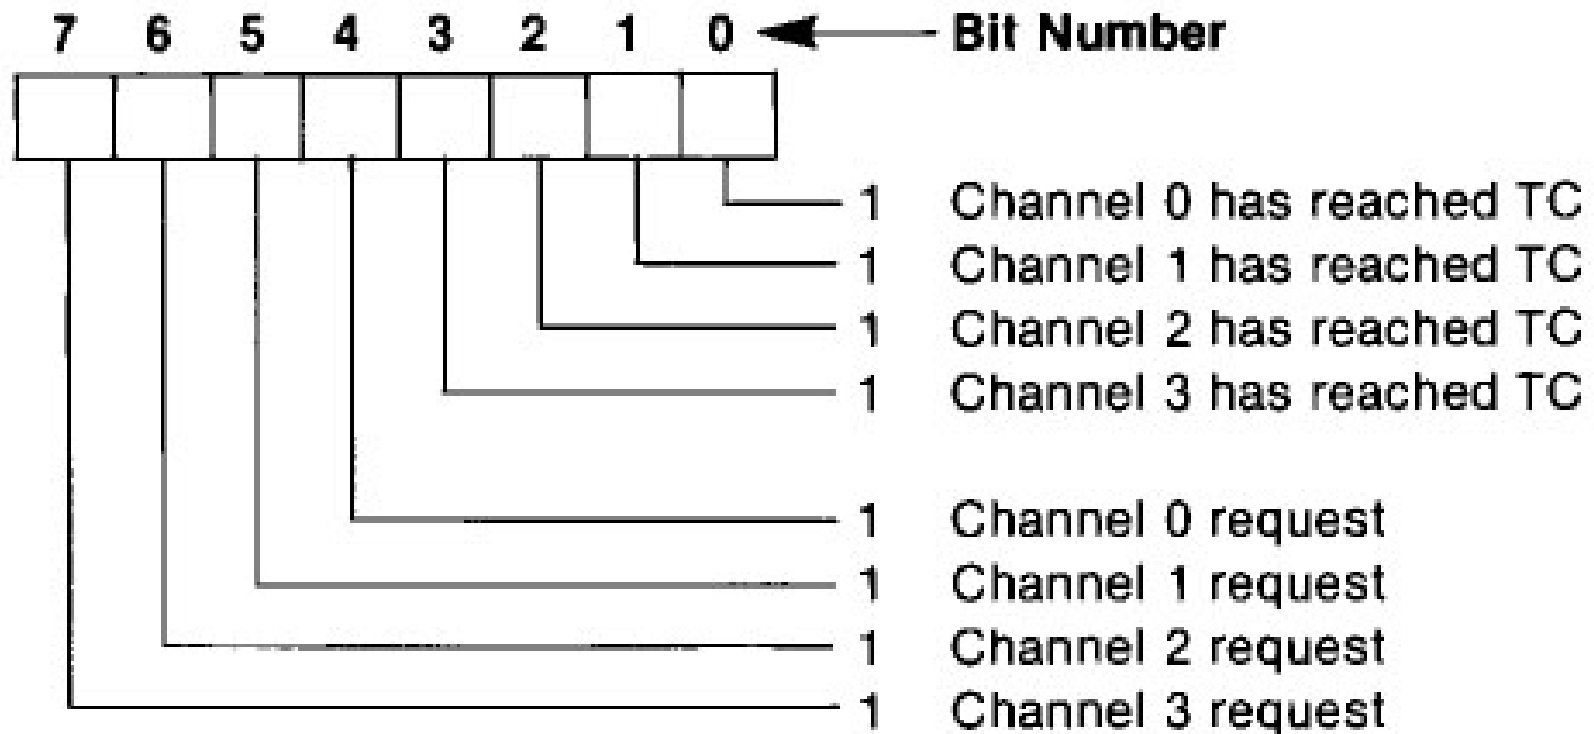 7 6 5 4 3 2 1 0 Bit Number
1 Channel 0 has reached TC
1 Channel 1 has reached TC
1 Channel 2 has reached TC
1 Channel 3 has reached TC
1 Channel 0 request
1 Channel 1 request
1 Channel 2 request
1 Channel 3 request